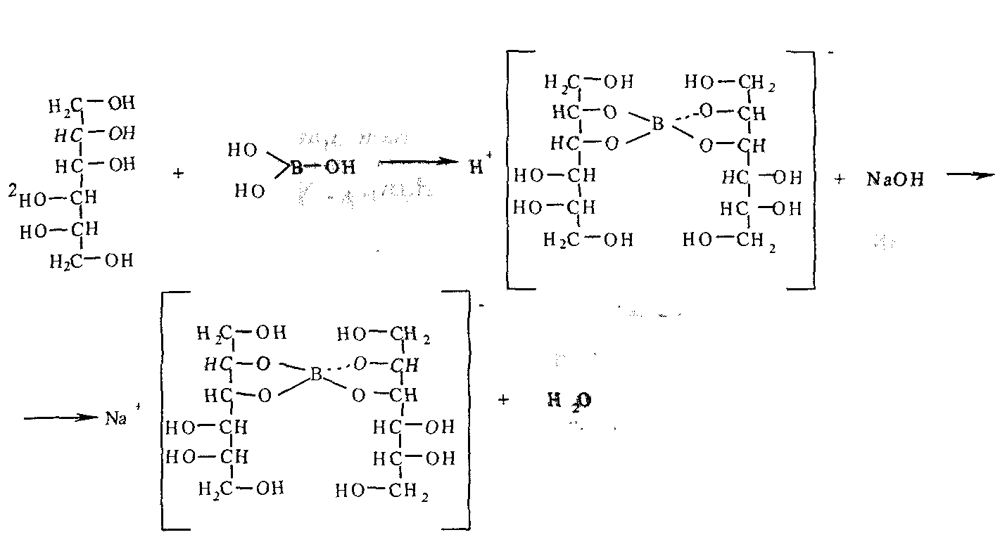 H2C—OH
HC—OH
HC—OH
2 HO—CH
HO—CH
H2C—OH
+
HO
B—OH
HO
H+
H2C—OH HO—CH2
HC—O B O—CH
HC—O O—CH
HO—CH HC—OH
HO—CH HC—OH
H2C—OH HO—CH2
-
+ NaOH
Na+
H2C—OH HO—CH2
HC—O B O—CH
HC—O O—CH
HO—CH HC—OH
HO—CH HC—OH
H2C—OH HO—CH2
-
+ H2O